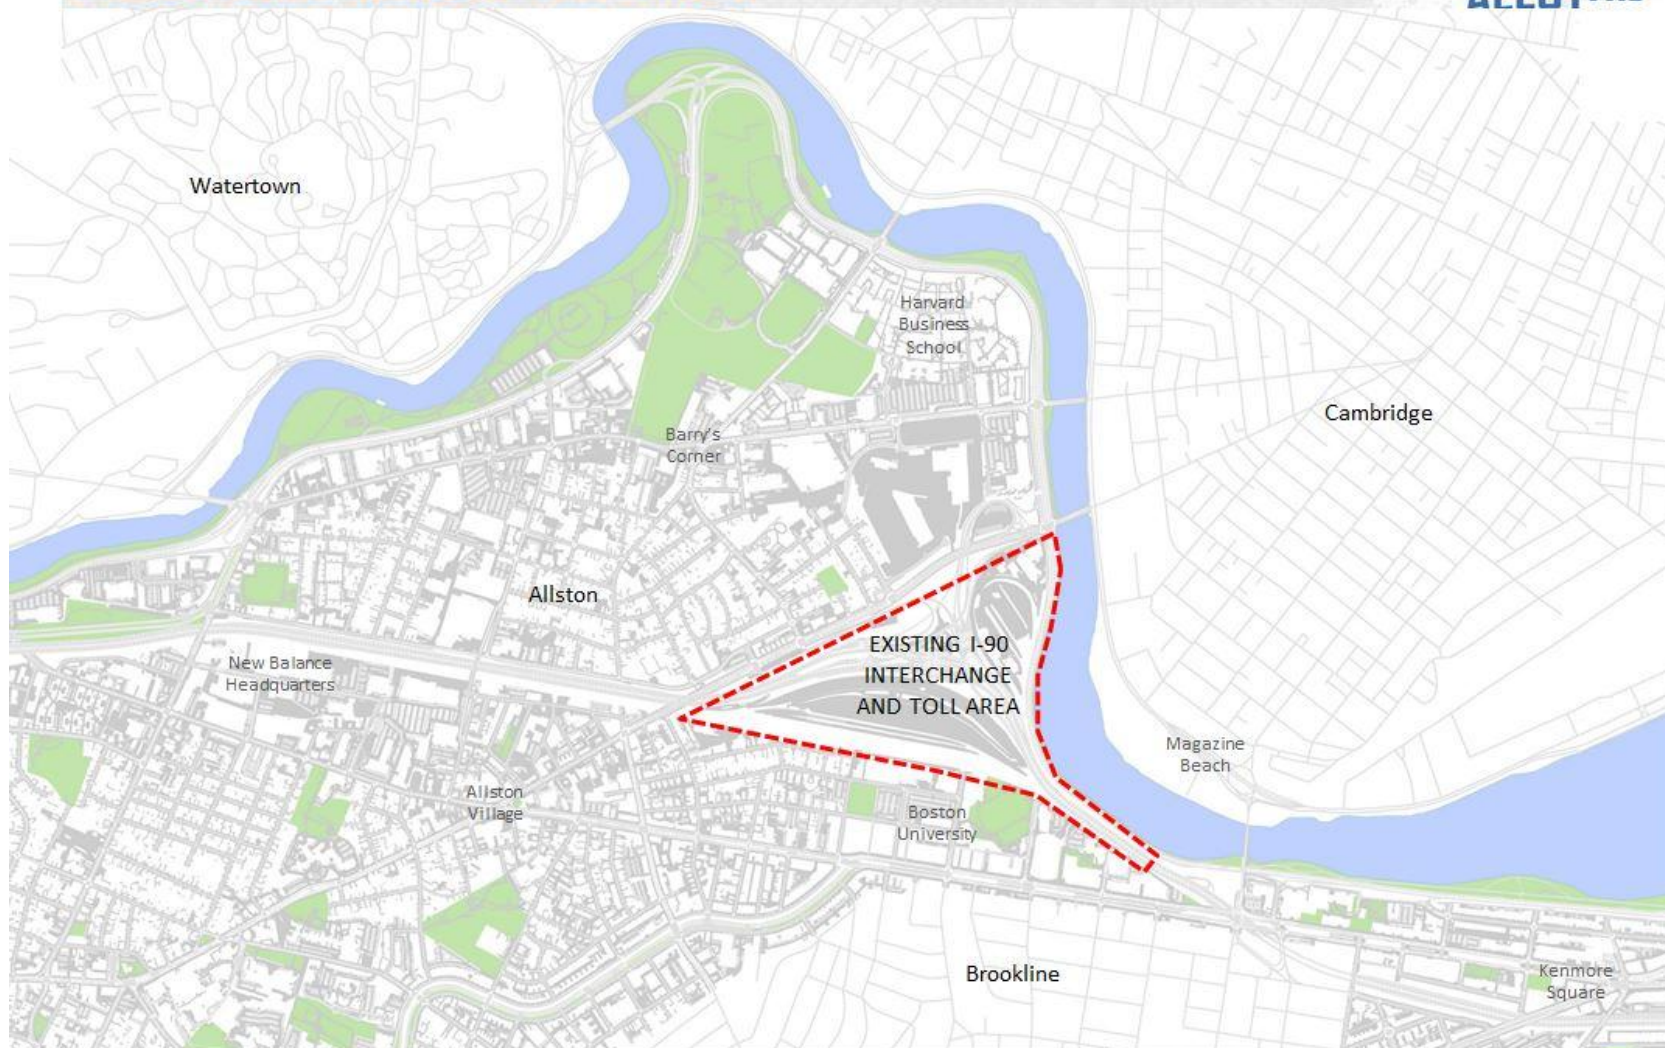 Watertown
Harvard
Business
School
Cambridge
Barry's
Corner
Allston
EXISTING I-90
INTERCHANGE
AND TOLL AREA
New Balance
Headquarters
Magazine
Beach
Allston
Village
Boston
University
Brookline
Kenmore
Square